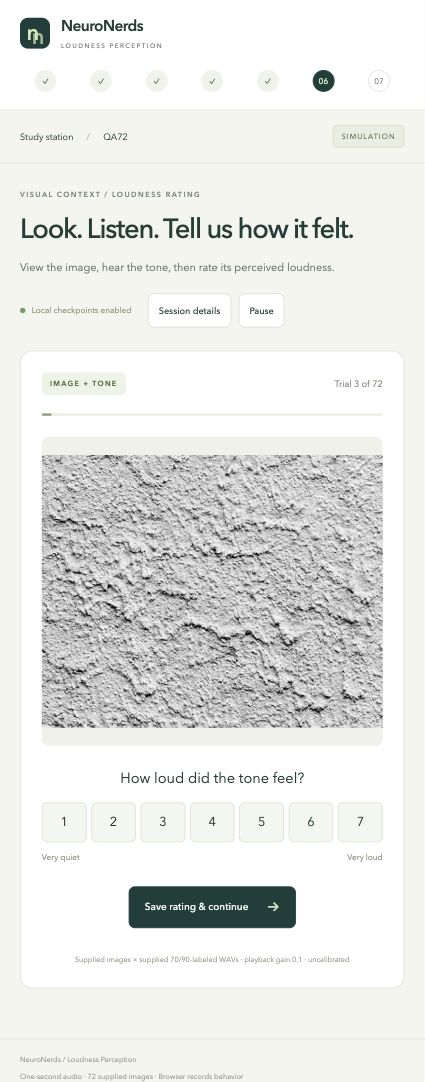 NeuroNerds
LOUDNESS PERCEPTION
✓ ✓ ✓ ✓ ✓ 06 07
Study station / QA72
SIMULATION
VISUAL CONTEXT / LOUDNESS RATING
Look. Listen. Tell us how it felt.
View the image, hear the tone, then rate its perceived loudness.
Local checkpoints enabled
Session details
Pause
IMAGE + TONE
Trial 3 of 72
How loud did the tone feel?
1 2 3 4 5 6 7
Very quiet
Very loud
Save rating & continue →
Supplied images × supplied 70/90-labeled WAVs · playback gain 0.1 · uncalibrated
NeuroNerds / Loudness Perception
One-second audio · 72 supplied images · Browser records behavior